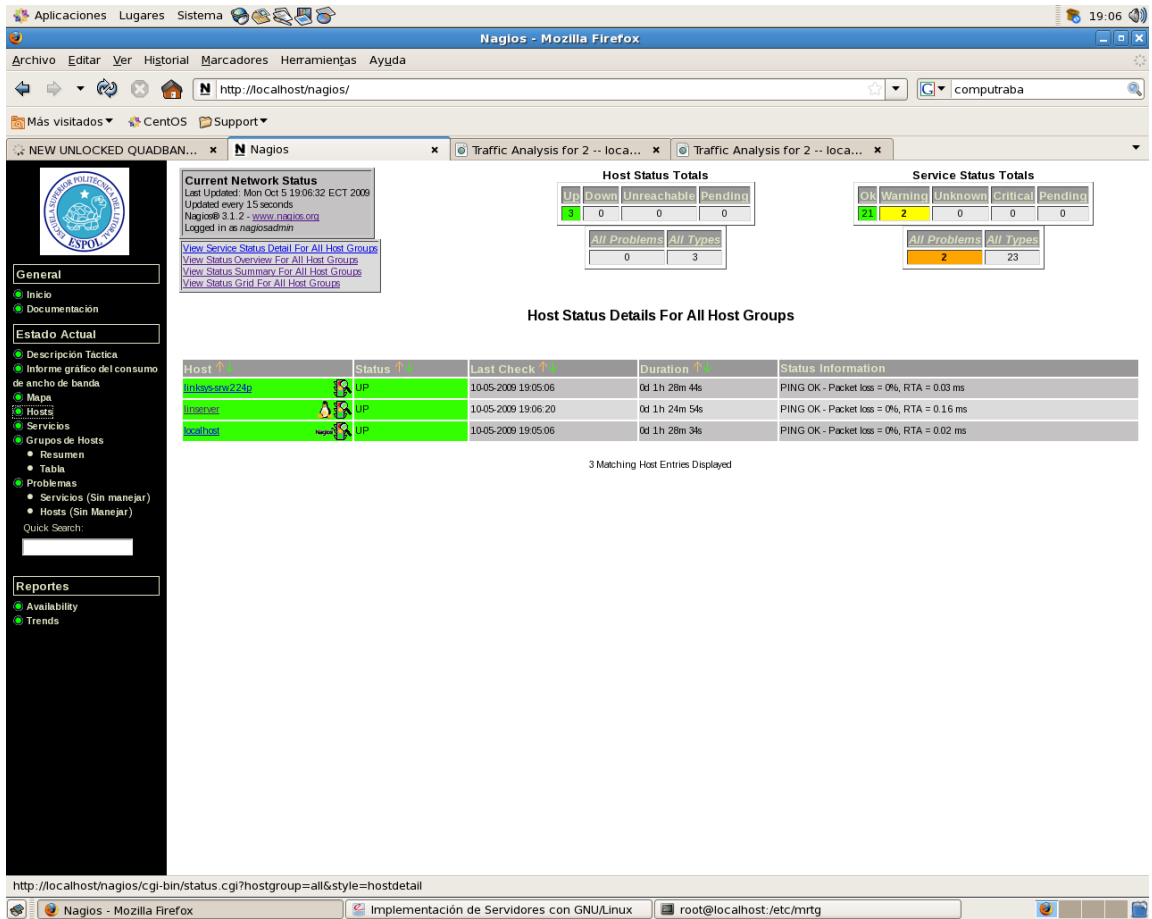 Aplicaciones Lugares Sistema 19:06
Nagios - Mozilla Firefox
Archivo Editar Ver Historial Marcadores Herramientas Ayuda
http://localhost/nagios/ computraba
Más visitados CentOS Support
NEW UNLOCKED QUADBAN... Nagios Traffic Analysis for 2 -- loca... Traffic Analysis for 2 -- loca...
ESCUELA SUPERIOR POLITECNICA DEL LITORAL
ESPOL
General
Inicio
Documentación
Estado Actual
Descripción Táctica
Informe gráfico del consumo
de ancho de banda
Mapa
Hosts
Servicios
Grupos de Hosts
Resumen
Tabla
Problemas
Servicios (Sin manejar)
Hosts (Sin Manejar)
Quick Search:
Reportes
Availability
Trends
Current Network Status
Last Updated: Mon Oct 5 19:06:32 ECT 2009
Updated every 15 seconds
Nagios® 3.1.2 - www.nagios.org
Logged in as nagiosadmin
View Service Status Detail For All Host Groups
View Status Overview For All Host Groups
View Status Summary For All Host Groups
View Status Grid For All Host Groups
Host Status Totals
Up Down Unreachable Pending
3 0 0 0
All Problems All Types
0 3
Service Status Totals
Ok Warning Unknown Critical Pending
21 2 0 0 0
All Problems All Types
2 23
Host Status Details For All Host Groups
Host Status Last Check Duration Status Information
linksys-srw224p UP 10-05-2009 19:05:06 0d 1h 28m 44s PING OK - Packet loss = 0%, RTA = 0.03 ms
linserver UP 10-05-2009 19:06:20 0d 1h 24m 54s PING OK - Packet loss = 0%, RTA = 0.16 ms
localhost Nagios UP 10-05-2009 19:05:06 0d 1h 28m 34s PING OK - Packet loss = 0%, RTA = 0.02 ms
3 Matching Host Entries Displayed
http://localhost/nagios/cgi-bin/status.cgi?hostgroup=all&style=hostdetail
Nagios - Mozilla Firefox Implementación de Servidores con GNU/Linux root@localhost:/etc/mrtg